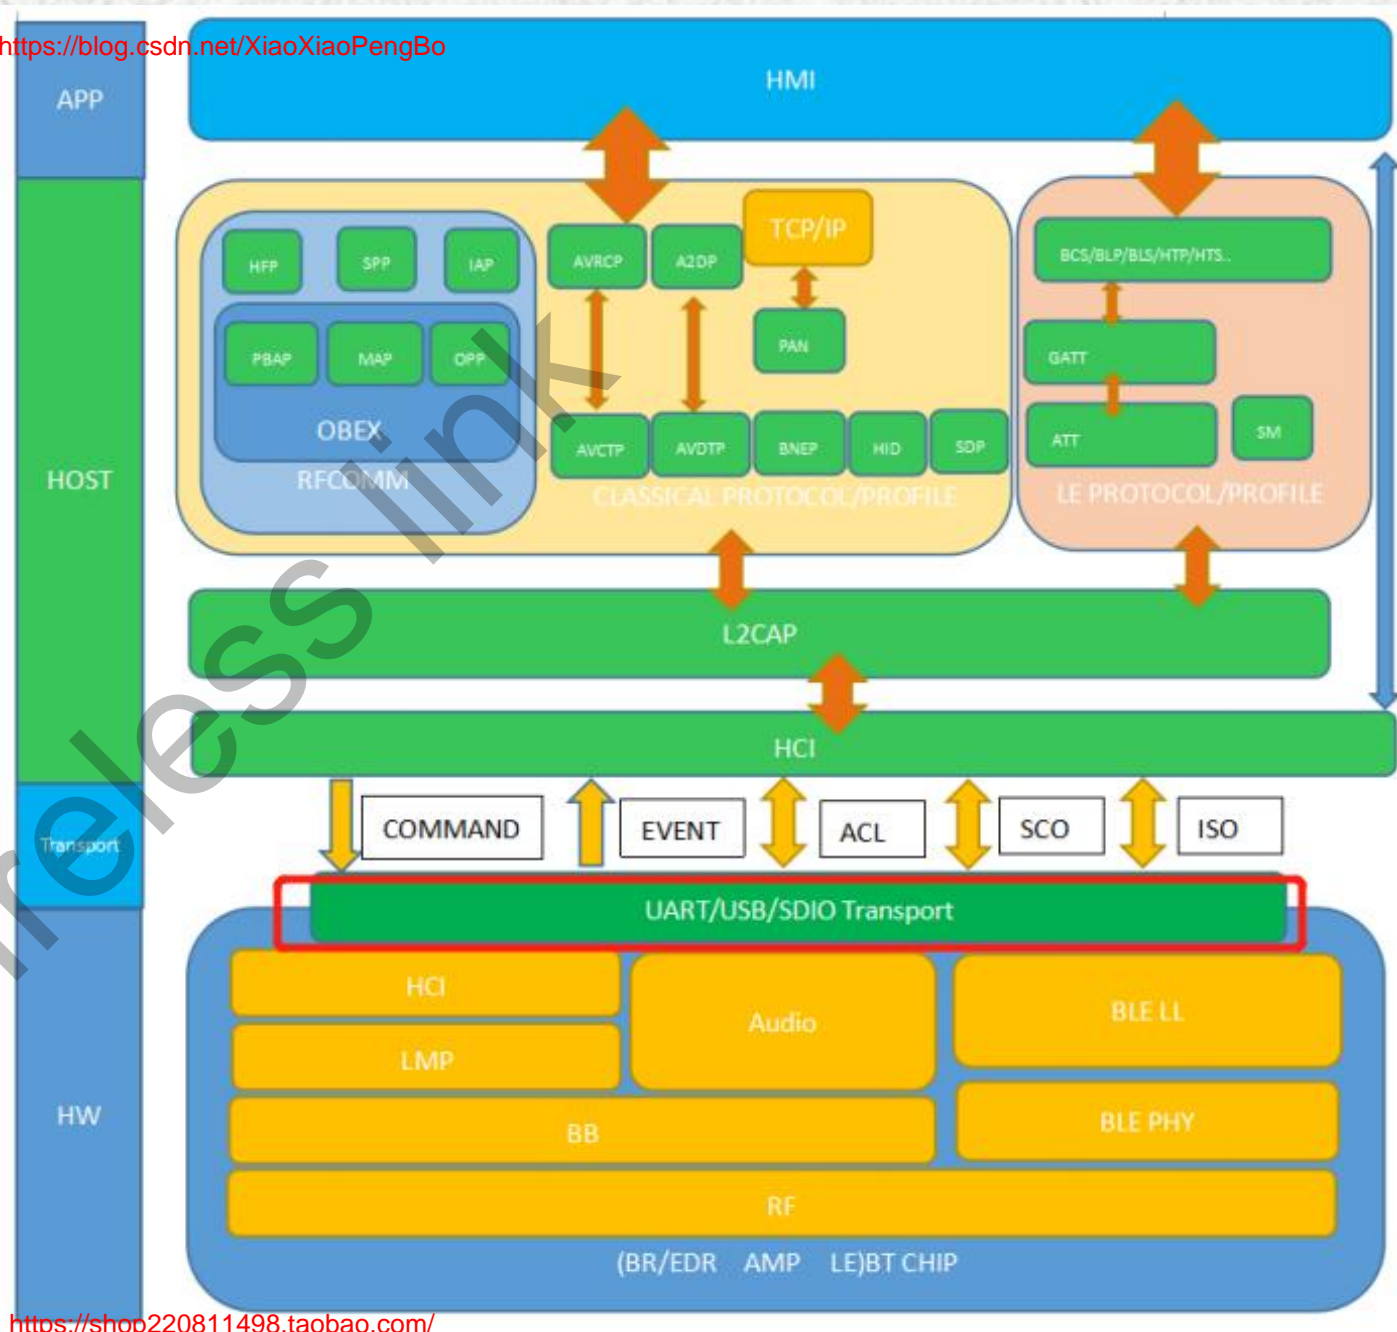 https://blog.csdn.net/XiaoXiaoPengBo
APP
HMI
HOST
HFP
SPP
IAP
PBAP
MAP
OPP
OBEX
RFCOMM
AVRCP
A2DP
TCP/IP
PAN
AVCTP
AVDTP
BNEP
HID
SDP
CLASSICAL PROTOCOL/PROFILE
BCS/BLP/BLS/HTP/HTS..
GATT
ATT
SM
LE PROTOCOL/PROFILE
L2CAP
HCI
Transport
COMMAND
EVENT
ACL
SCO
ISO
UART/USB/SDIO Transport
HW
HCI
Audio
BLE LL
LMP
BB
BLE PHY
RF
(BR/EDR AMP LE)BT CHIP
reless link
https://shop220811498.taobao.com/